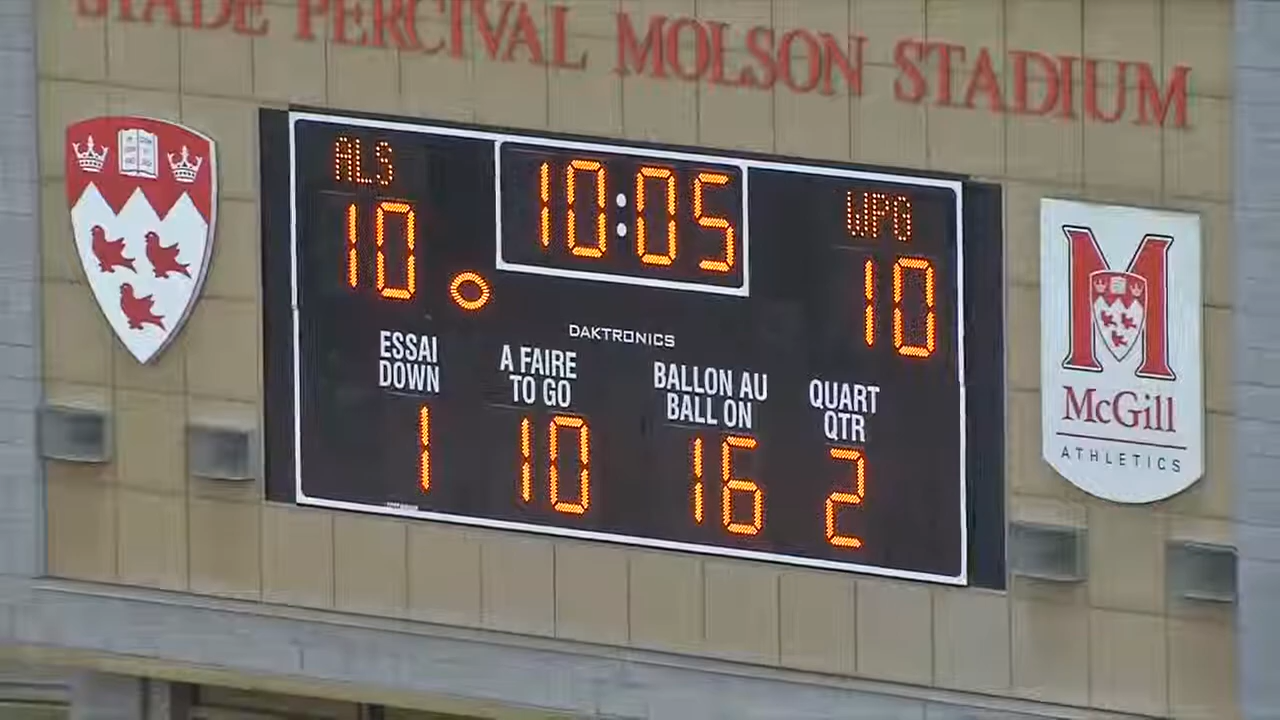 STADE PERCIVAL MOLSON STADIUM
ALS
10:05
WPG
10
10
DAKTRONICS
ESSAI
DOWN
A FAIRE
TO GO
BALLON AU
BALL ON
QUART
QTR
1
10
16
2
McGill
ATHLETICS